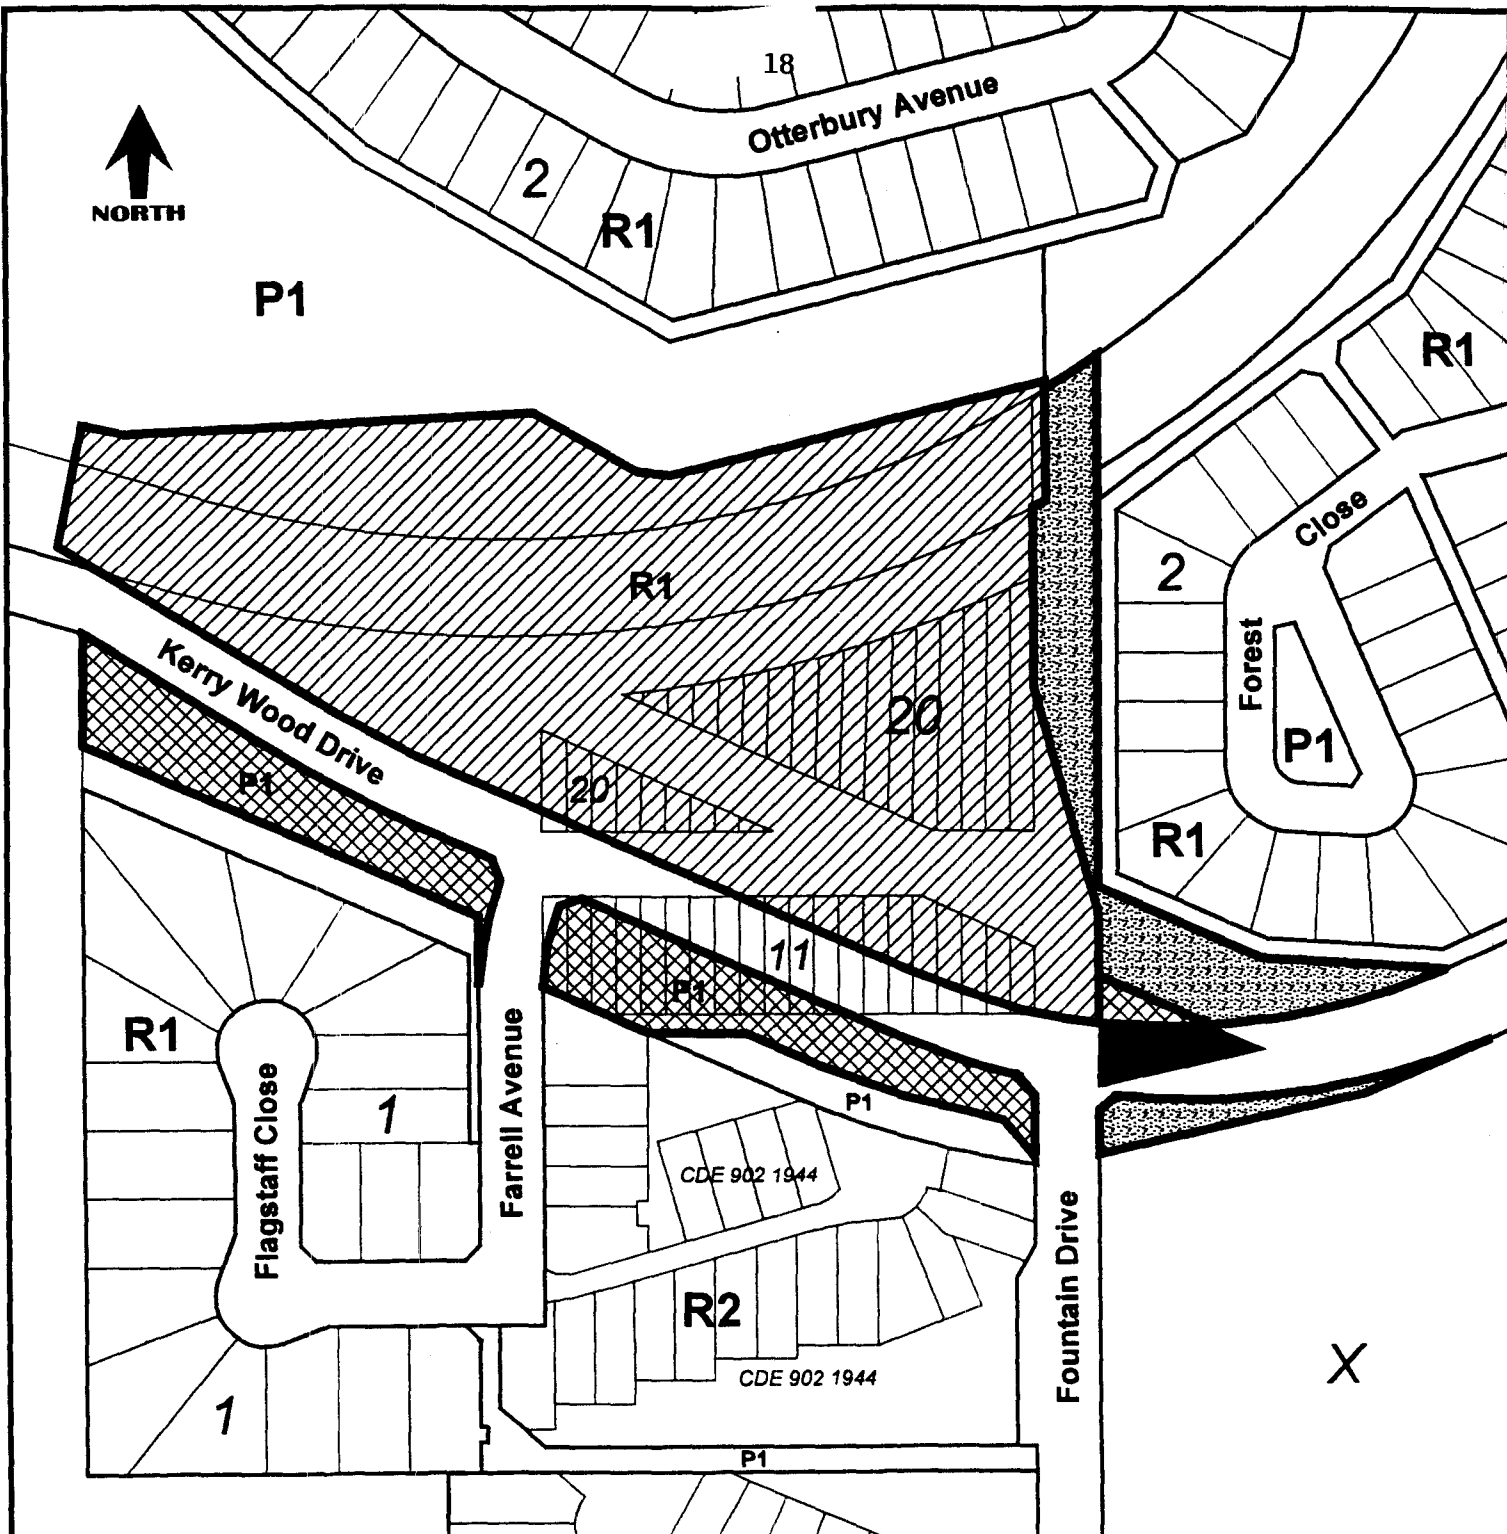 18
Otterbury Avenue
2
R1
NORTH
P1
R1
Close
2
R1
Forest
P1
Kerry Wood Drive
20
P1
20
R1
11
P1
R1
Farrell Avenue
Flagstaff Close
1
P1
CDE 902 1944
R2
Fountain Drive
CDE 902 1944
X
1
P1